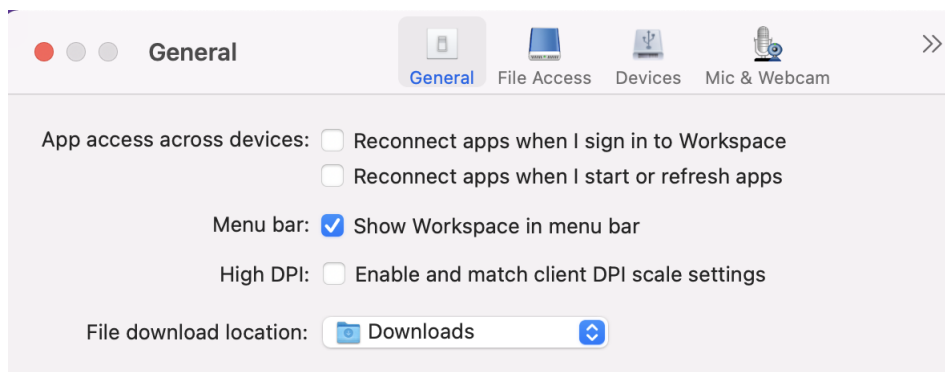 General
General File Access Devices Mic & Webcam
App access across devices: Reconnect apps when I sign in to Workspace
Reconnect apps when I start or refresh apps
Menu bar: Show Workspace in menu bar
High DPI: Enable and match client DPI scale settings
File download location: Downloads